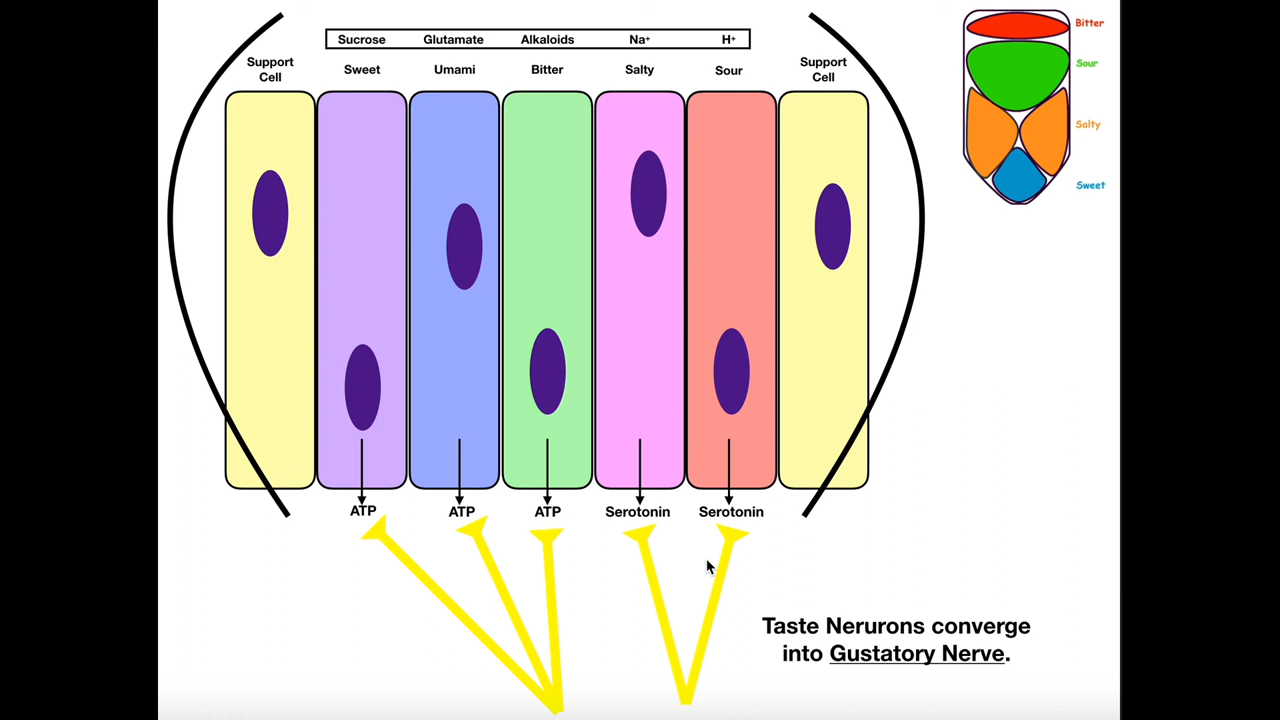 Sucrose Glutamate Alkaloids Na+ H+
Support
Cell
Sweet Umami Bitter Salty Sour
Support
Cell
Bitter
Sour
Salty
Sweet
ATP ATP ATP Serotonin Serotonin
Taste Nerurons converge
into Gustatory Nerve.